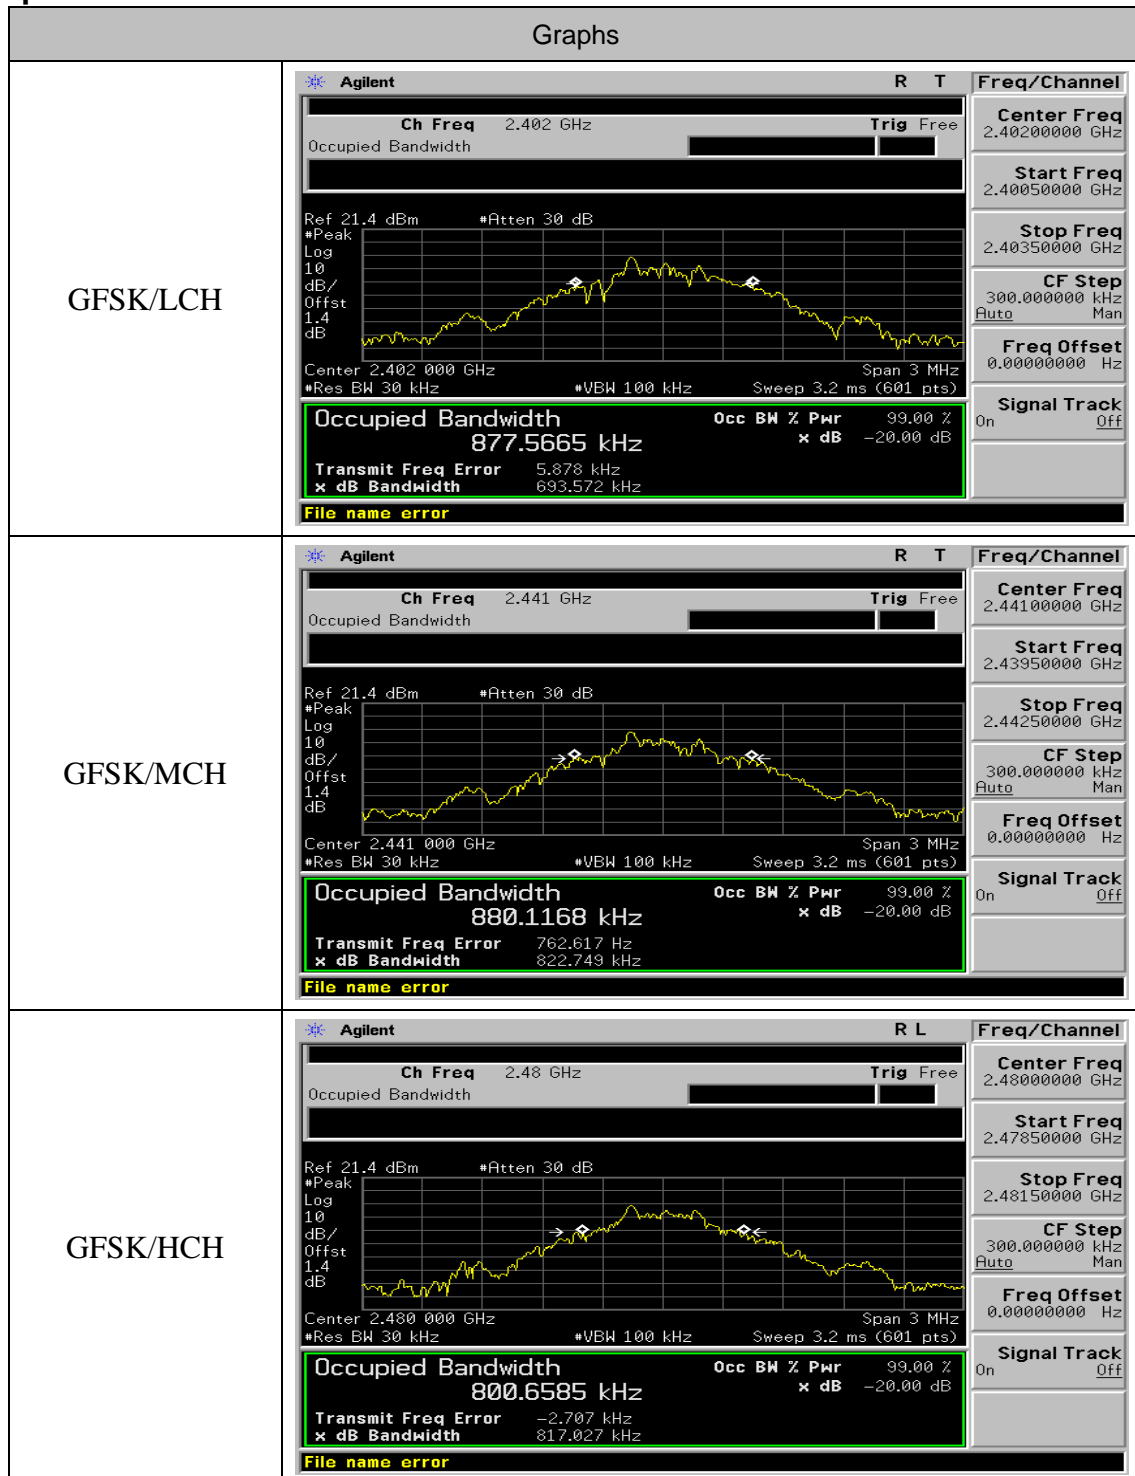 Graphs
GFSK/LCH
Agilent R T Freq/Channel
Ch Freq 2.402 GHz Trig Free
Occupied Bandwidth
Center Freq
2.40200000 GHz
Start Freq
2.40050000 GHz
Stop Freq
2.40350000 GHz
CF Step
300.000000 kHz
Auto Man
Freq Offset
0.00000000 Hz
Signal Track
On Off
Ref 21.4 dBm #Atten 30 dB
#Peak
Log
10
dB/
Offst
1.4
dB
Center 2.402 000 GHz Span 3 MHz
#Res BW 30 kHz #VBW 100 kHz Sweep 3.2 ms (601 pts)
Occupied Bandwidth Occ BW % Pwr 99.00 %
877.5665 kHz x dB -20.00 dB
Transmit Freq Error 5.878 kHz
x dB Bandwidth 693.572 kHz
File name error
GFSK/MCH
Agilent R T Freq/Channel
Ch Freq 2.441 GHz Trig Free
Occupied Bandwidth
Center Freq
2.44100000 GHz
Start Freq
2.43950000 GHz
Stop Freq
2.44250000 GHz
CF Step
300.000000 kHz
Auto Man
Freq Offset
0.00000000 Hz
Signal Track
On Off
Ref 21.4 dBm #Atten 30 dB
#Peak
Log
10
dB/
Offst
1.4
dB
Center 2.441 000 GHz Span 3 MHz
#Res BW 30 kHz #VBW 100 kHz Sweep 3.2 ms (601 pts)
Occupied Bandwidth Occ BW % Pwr 99.00 %
880.1168 kHz x dB -20.00 dB
Transmit Freq Error 762.617 Hz
x dB Bandwidth 822.749 kHz
File name error
GFSK/HCH
Agilent R L Freq/Channel
Ch Freq 2.48 GHz Trig Free
Occupied Bandwidth
Center Freq
2.48000000 GHz
Start Freq
2.47850000 GHz
Stop Freq
2.48150000 GHz
CF Step
300.000000 kHz
Auto Man
Freq Offset
0.00000000 Hz
Signal Track
On Off
Ref 21.4 dBm #Atten 30 dB
#Peak
Log
10
dB/
Offst
1.4
dB
Center 2.480 000 GHz Span 3 MHz
#Res BW 30 kHz #VBW 100 kHz Sweep 3.2 ms (601 pts)
Occupied Bandwidth Occ BW % Pwr 99.00 %
800.6585 kHz x dB -20.00 dB
Transmit Freq Error -2.707 kHz
x dB Bandwidth 817.027 kHz
File name error